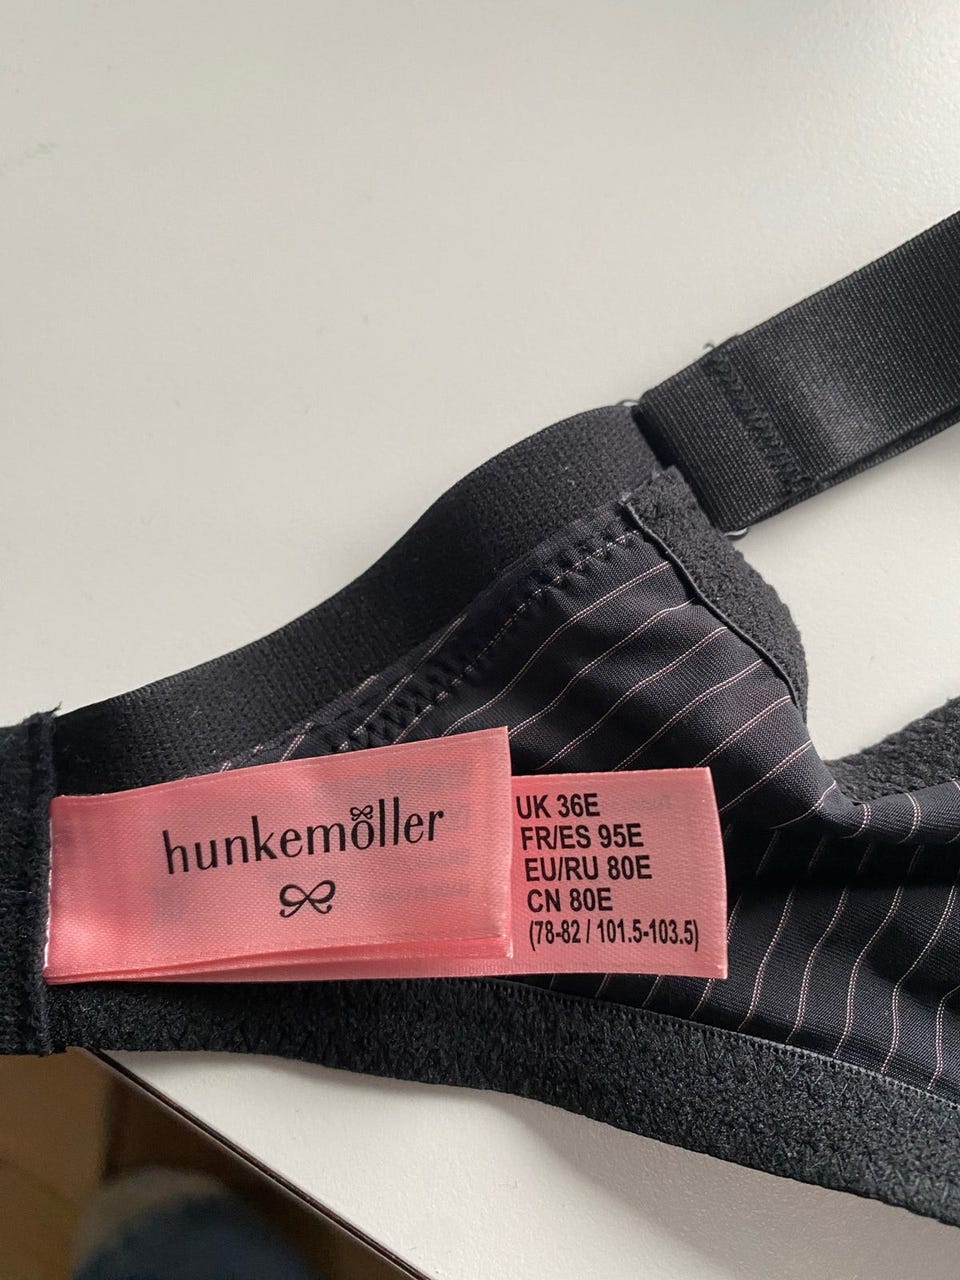 hunkemöller
UK 36E
FR/ES 95E
EU/RU 80E
CN 80E
(78-82 / 101.5-103.5)